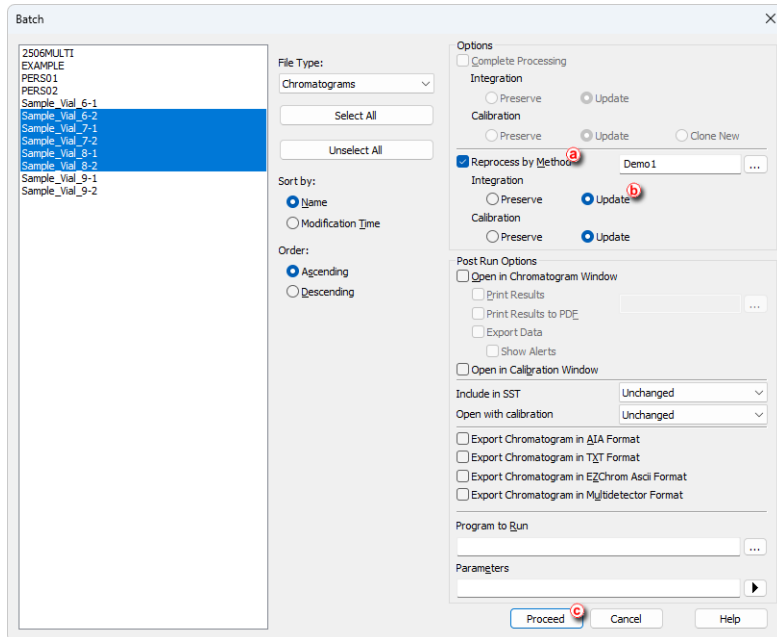 Batch
2506MULTI
EXAMPLE
PERS01
PERS02
Sample_Vial_6-1
Sample_Vial_6-2
Sample_Vial_7-1
Sample_Vial_7-2
Sample_Vial_8-1
Sample_Vial_8-2
Sample_Vial_9-1
Sample_Vial_9-2
File Type:
Chromatograms
Select All
Unselect All
Sort by:
Name
Modification Time
Order:
Ascending
Descending
Options
Complete Processing
Integration
Preserve Update
Calibration
Preserve Update Clone New
Reprocess by Method a Demo1 ...
Integration
Preserve Update b
Calibration
Preserve Update
Post Run Options
Open in Chromatogram Window
Print Results ...
Print Results to PDF
Export Data
Show Alerts
Open in Calibration Window
Include in SST Unchanged
Open with calibration Unchanged
Export Chromatogram in AIA Format
Export Chromatogram in TXT Format
Export Chromatogram in EZChrom Ascii Format
Export Chromatogram in Multidetector Format
Program to Run
...
Parameters
Proceed c Cancel Help